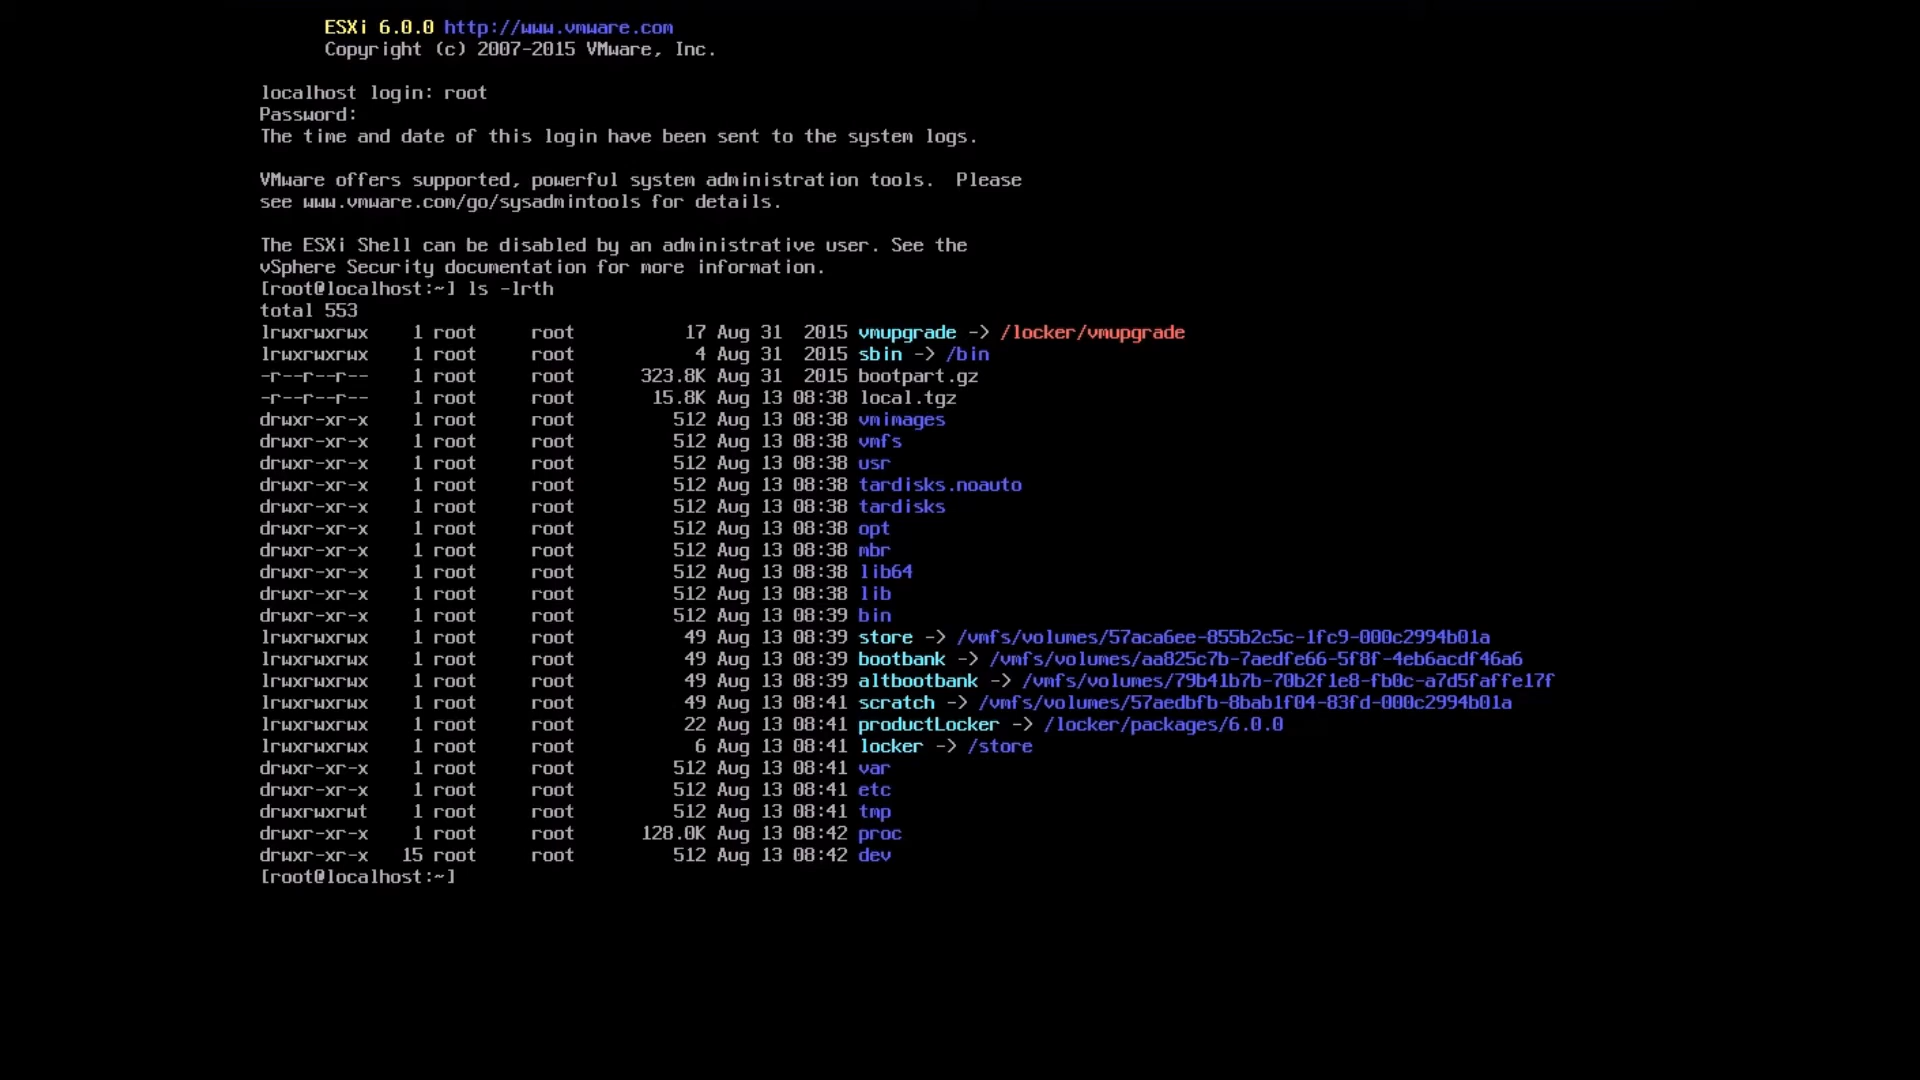 ESXi 6.0.0 http://www.vmware.com
Copyright (c) 2007-2015 VMware, Inc.
localhost login: root
Password:
The time and date of this login have been sent to the system logs.
VMware offers supported, powerful system administration tools.  Please
see www.vmware.com/go/sysadmintools for details.
The ESXi Shell can be disabled by an administrative user. See the
vSphere Security documentation for more information.
[root@localhost:~] ls -lrth
total 553
lrwxrwxrwx    1 root     root          17 Aug 31  2015 vmupgrade -> /locker/vmupgrade
lrwxrwxrwx    1 root     root           4 Aug 31  2015 sbin -> /bin
-r--r--r--    1 root     root      323.8K Aug 31  2015 bootpart.gz
-r--r--r--    1 root     root       15.8K Aug 13 08:38 local.tgz
drwxr-xr-x    1 root     root         512 Aug 13 08:38 vmimages
drwxr-xr-x    1 root     root         512 Aug 13 08:38 vmfs
drwxr-xr-x    1 root     root         512 Aug 13 08:38 usr
drwxr-xr-x    1 root     root         512 Aug 13 08:38 tardisks.noauto
drwxr-xr-x    1 root     root         512 Aug 13 08:38 tardisks
drwxr-xr-x    1 root     root         512 Aug 13 08:38 opt
drwxr-xr-x    1 root     root         512 Aug 13 08:38 mbr
drwxr-xr-x    1 root     root         512 Aug 13 08:38 lib64
drwxr-xr-x    1 root     root         512 Aug 13 08:38 lib
drwxr-xr-x    1 root     root         512 Aug 13 08:39 bin
lrwxrwxrwx    1 root     root          49 Aug 13 08:39 store -> /vmfs/volumes/57aca6ee-855b2c5c-1fc9-000c2994b01a
lrwxrwxrwx    1 root     root          49 Aug 13 08:39 bootbank -> /vmfs/volumes/aa825c7b-7aedfe66-5f8f-4eb6acdf46a6
lrwxrwxrwx    1 root     root          49 Aug 13 08:39 altbootbank -> /vmfs/volumes/79b41b7b-70b2f1e8-fb0c-a7d5faffe17f
lrwxrwxrwx    1 root     root          49 Aug 13 08:41 scratch -> /vmfs/volumes/57aedbfb-8bab1f04-83fd-000c2994b01a
lrwxrwxrwx    1 root     root          22 Aug 13 08:41 productLocker -> /locker/packages/6.0.0
lrwxrwxrwx    1 root     root           6 Aug 13 08:41 locker -> /store
drwxr-xr-x    1 root     root         512 Aug 13 08:41 var
drwxr-xr-x    1 root     root         512 Aug 13 08:41 etc
drwxrwxrwt    1 root     root         512 Aug 13 08:41 tmp
drwxr-xr-x    1 root     root      128.0K Aug 13 08:42 proc
drwxr-xr-x   15 root     root         512 Aug 13 08:42 dev
[root@localhost:~]